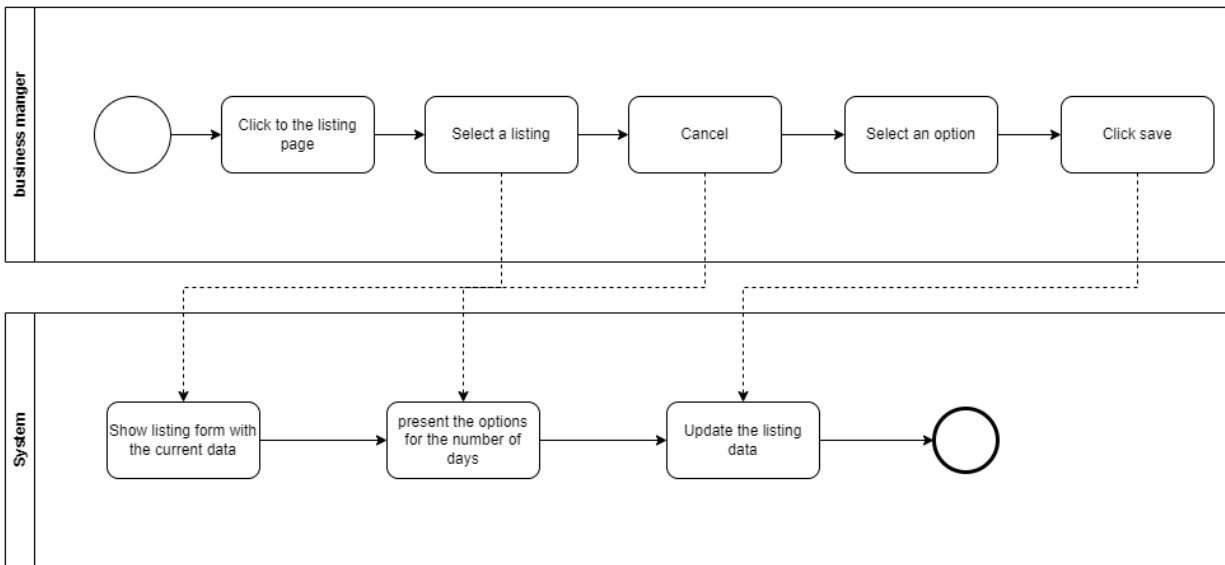 business manger
Click to the listing
page
Select a listing
Cancel
Select an option
Click save
System
Show listing form with
the current data
present the options
for the number of
days
Update the listing
data